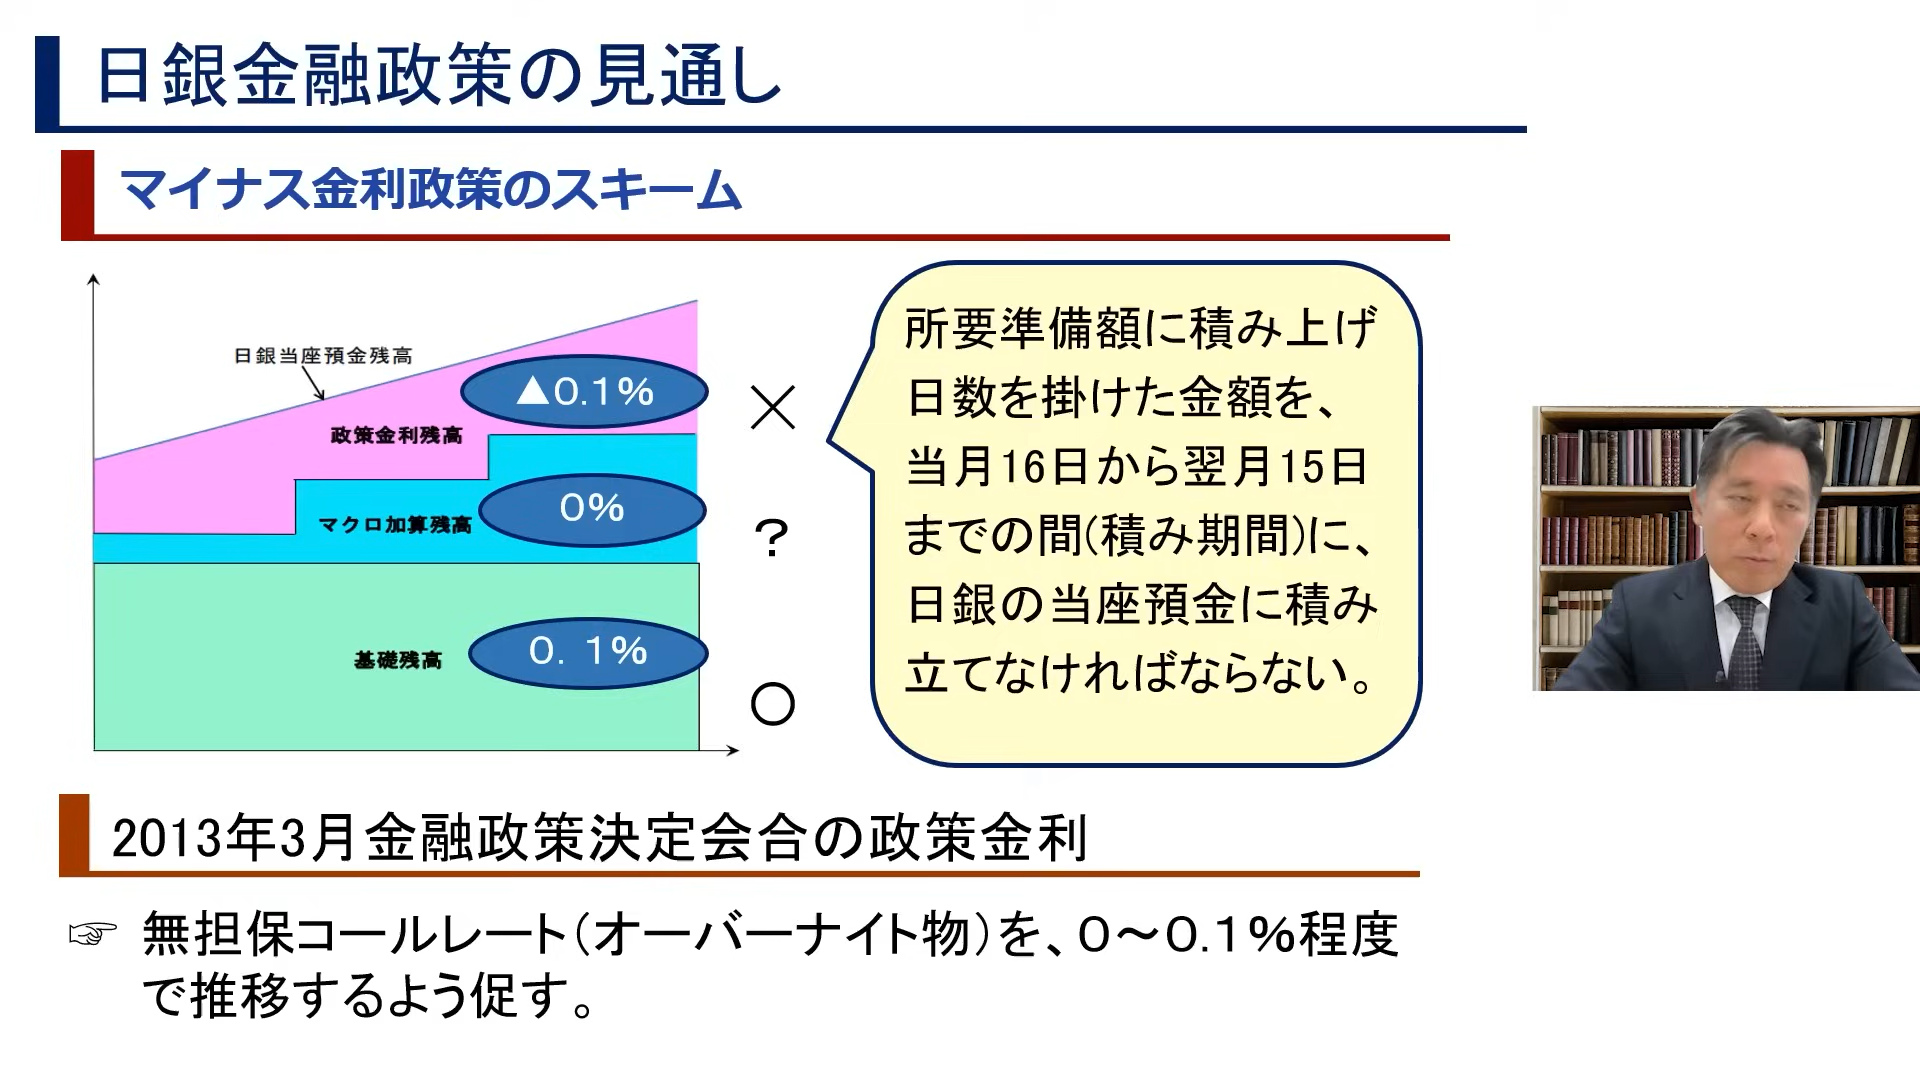 日銀金融政策の見通し
マイナス金利政策のスキーム
日銀当座預金残高
▲0.1%
政策金利残高
×
0%
マクロ加算残高
?
0. 1%
基礎残高
○
所要準備額に積み上げ
日数を掛けた金額を、
当月16日から翌月15日
までの間(積み期間)に、
日銀の当座預金に積み
立てなければならない。
2013年3月金融政策決定会合の政策金利
☞ 無担保コールレート(オーバーナイト物)を、0~0.1%程度
で推移するよう促す。